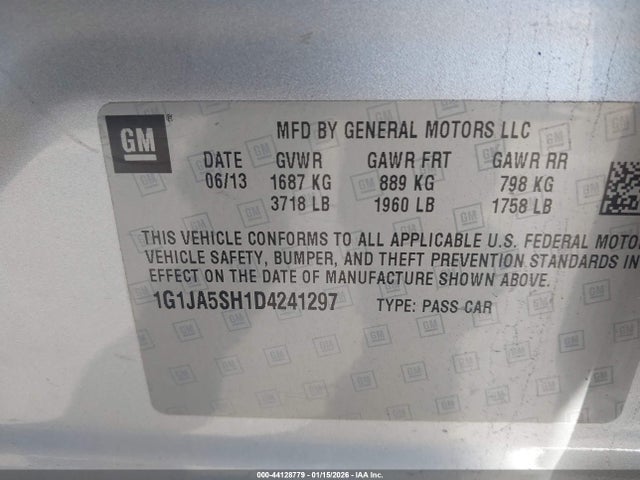 GM
MFD BY GENERAL MOTORS LLC
DATE GVWR GAWR FRT GAWR RR
06/13 1687 KG 889 KG 798 KG
3718 LB 1960 LB 1758 LB
THIS VEHICLE CONFORMS TO ALL APPLICABLE U.S. FEDERAL MOTO
VEHICLE SAFETY, BUMPER, AND THEFT PREVENTION STANDARDS IN
EFFECT ON THE DATE OF MANUFACTURE SHOWN ABOVE.
1G1JA5SH1D4241297 TYPE: PASS CAR
000-44128779 - 01/15/2026 - IAA Inc.